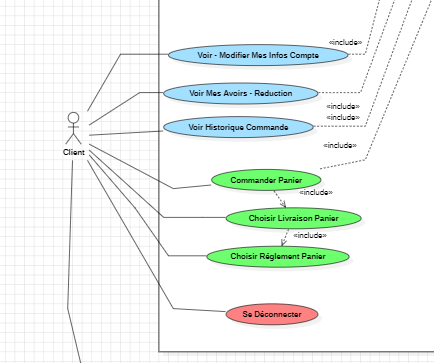 «include»
Voir - Modifier Mes Infos Compte
Voir Mes Avoirs - Reduction
«include»
«include»
Voir Historique Commande
«include»
Client
Commander Panier
«include»
Choisir Livraison Panier
«include»
Choisir Réglement Panier
Se Déconnecter